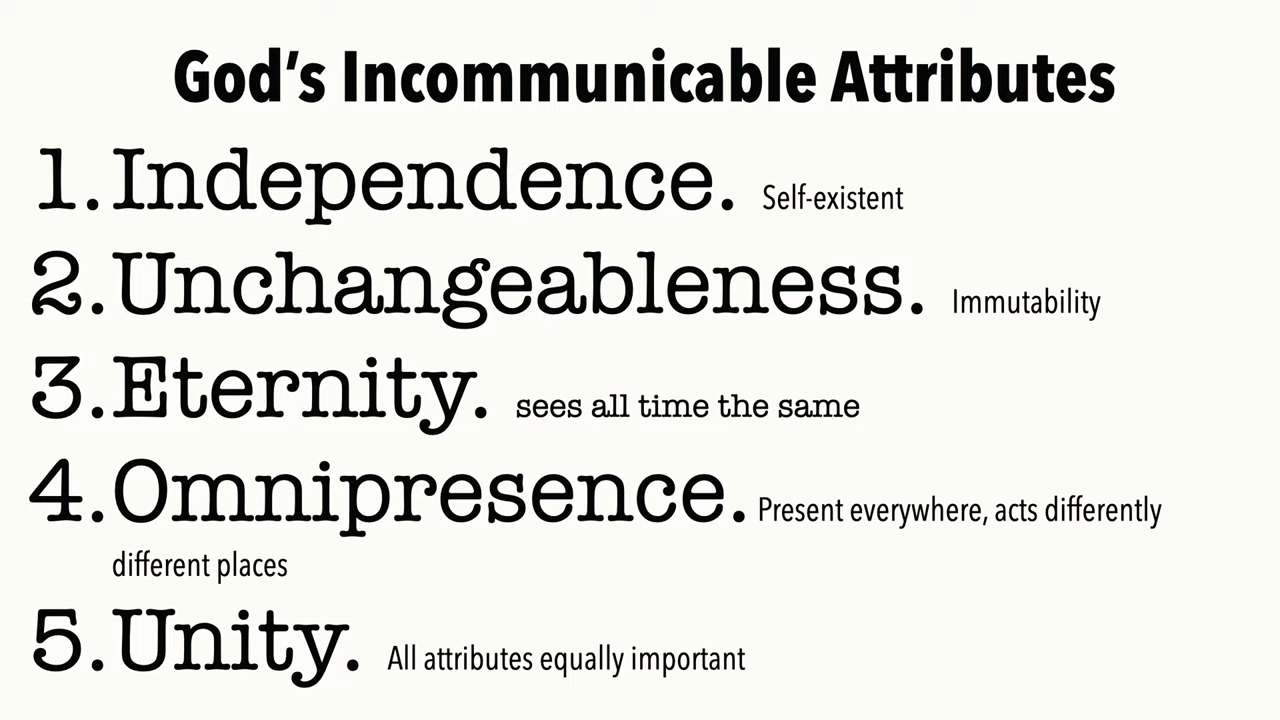 God's Incommunicable Attributes
1. Independence. Self-existent
2. Unchangeableness. Immutability
3. Eternity. sees all time the same
4. Omnipresence. Present everywhere, acts differently
different places
5. Unity. All attributes equally important